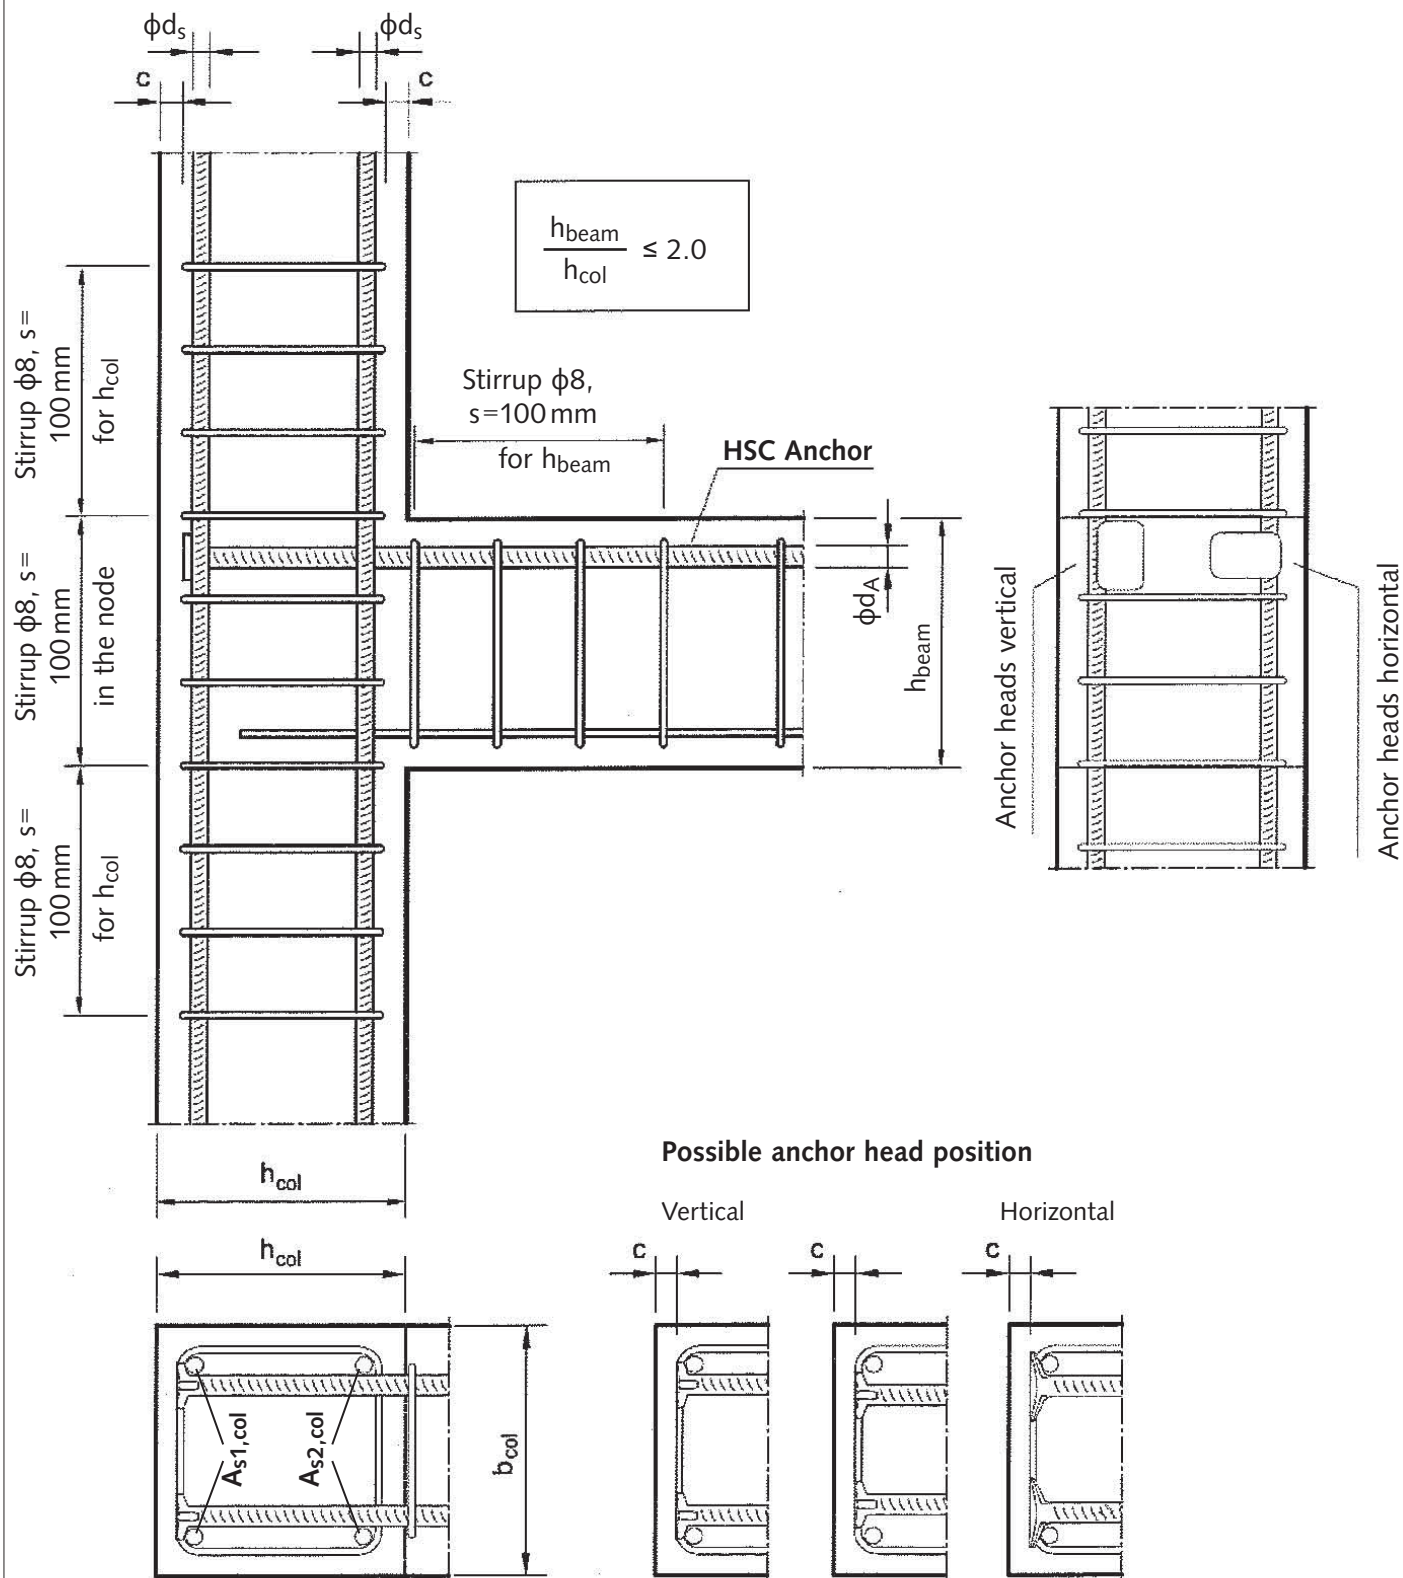 ϕds
ϕds
c
c
hbeam
hcol
≤ 2.0
Stirrup ϕ8, s=
100 mm
for hcol
Stirrup ϕ8,
s=100 mm
for hbeam
HSC Anchor
Stirrup ϕ8, s=
100 mm
in the node
ϕdA
hbeam
Anchor heads vertical
Anchor heads horizontal
Stirrup ϕ8, s=
100 mm
for hcol
hcol
Possible anchor head position
Vertical
Horizontal
hcol
c
c
c
As1,col
As2,col
bcol